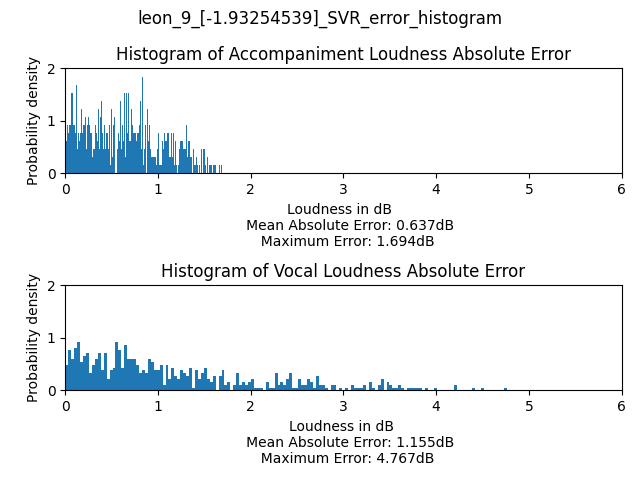 leon_9_[-1.93254539]_SVR_error_histogram
Histogram of Accompaniment Loudness Absolute Error
Probability density
2
1
0
0 1 2 3 4 5 6
Loudness in dB
Mean Absolute Error: 0.637dB
Maximum Error: 1.694dB
Histogram of Vocal Loudness Absolute Error
Probability density
2
1
0
0 1 2 3 4 5 6
Loudness in dB
Mean Absolute Error: 1.155dB
Maximum Error: 4.767dB